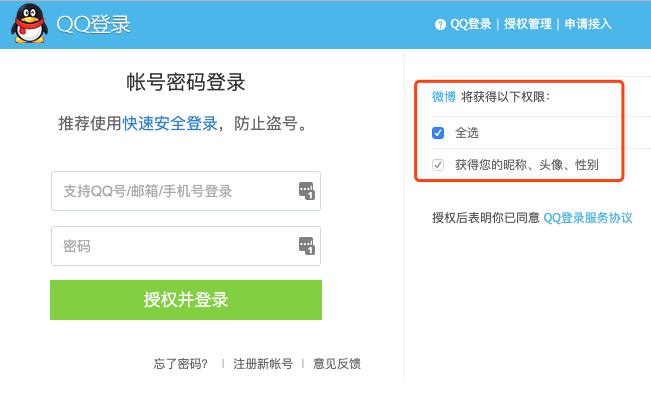 QQ登录
? QQ登录 | 授权管理 | 申请接入
帐号密码登录
推荐使用快速安全登录，防止盗号。
支持QQ号/邮箱/手机号登录
1
密码
1
授权并登录
忘了密码？ | 注册新帐号 | 意见反馈
微博 将获得以下权限：
全选
获得您的昵称、头像、性别
授权后表明你已同意 QQ登录服务协议